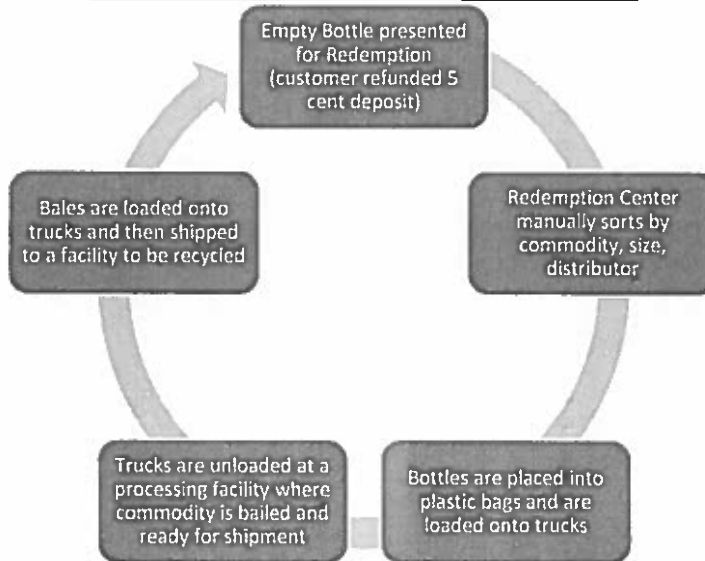 Empty Bottle presented
for Redemption
(customer refunded 5
cent deposit)
Redemption Center
manually sorts by
commodity, size,
distributor
Bottles are placed into
plastic bags and are
loaded onto trucks
Trucks are unloaded at a
processing facility where
commodity is bailed and
ready for shipment
Bales are loaded onto
trucks and then shipped
to a facility to be recycled